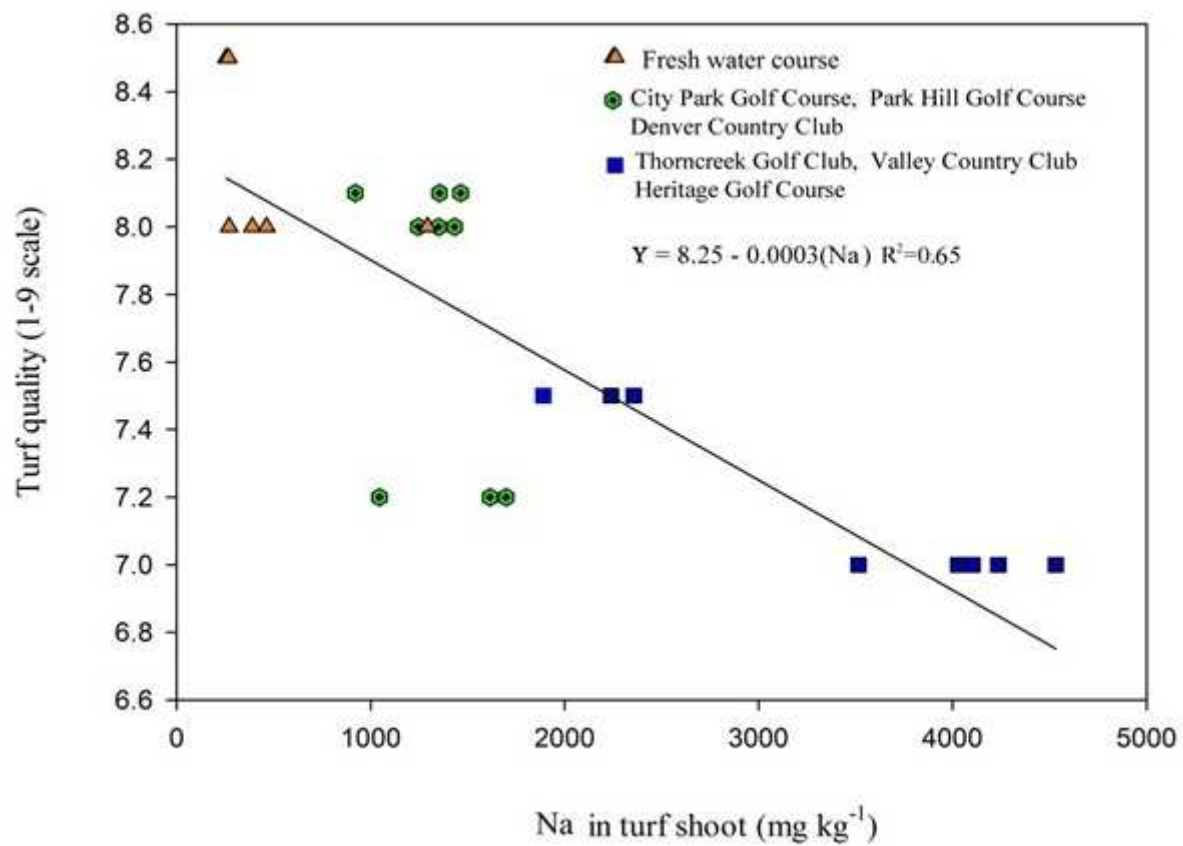 8.6
8.4
8.2
8.0
7.8
7.6
7.4
7.2
7.0
6.8
6.6
Turf quality (1-9 scale)
Fresh water course
City Park Golf Course, Park Hill Golf Course
Denver Country Club
Thorncreek Golf Club, Valley Country Club
Heritage Golf Course
Y = 8.25 - 0.0003(Na) R²=0.65
0 1000 2000 3000 4000 5000
Na in turf shoot (mg kg⁻¹)